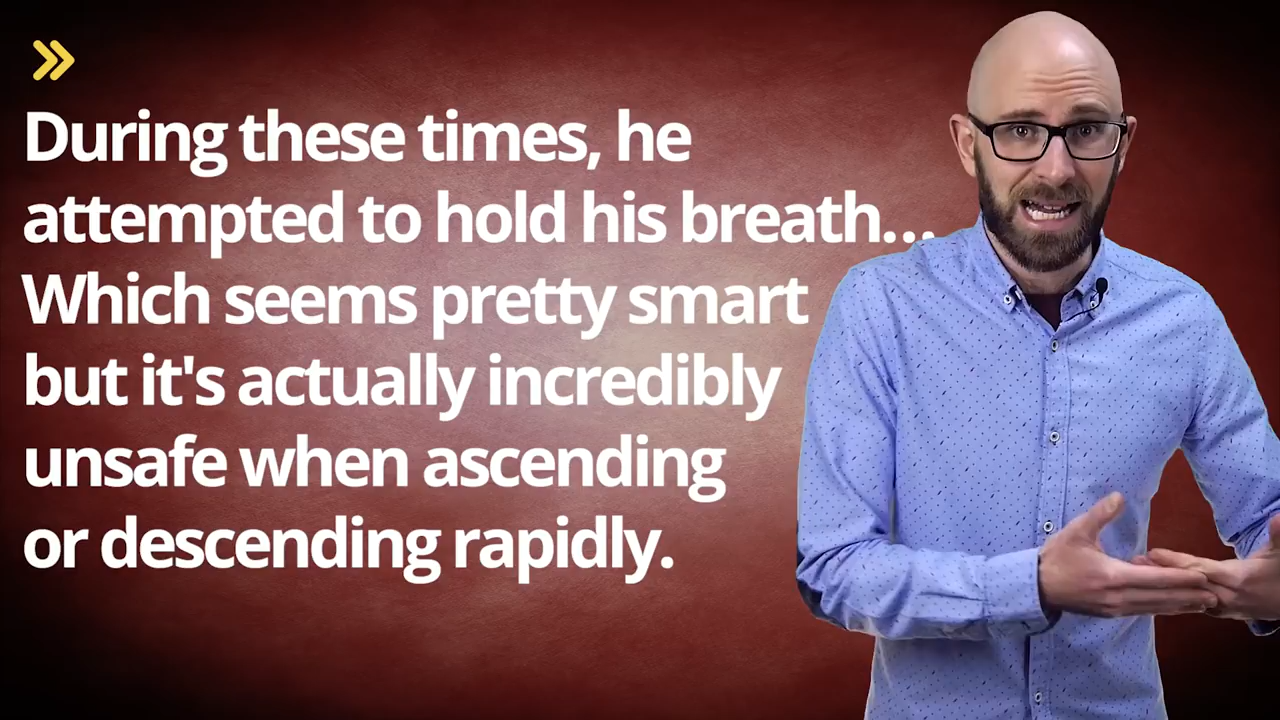 During these times, he
attempted to hold his breath...
Which seems pretty smart
but it's actually incredibly
unsafe when ascending
or descending rapidly.